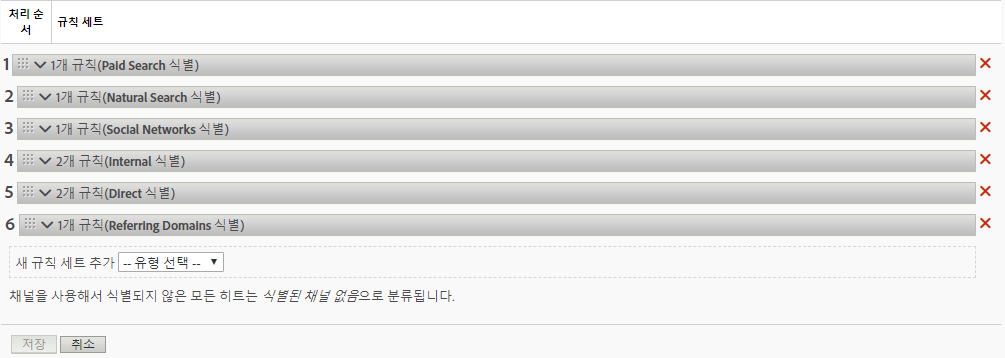 처리 순서 규칙 세트
1 1개 규칙(Paid Search 식별)
2 1개 규칙(Natural Search 식별)
3 1개 규칙(Social Networks 식별)
4 2개 규칙(Internal 식별)
5 2개 규칙(Direct 식별)
6 1개 규칙(Referring Domains 식별)
새 규칙 세트 추가 -- 유형 선택 --
채널을 사용해서 식별되지 않은 모든 히트는 식별된 채널 없음으로 분류됩니다.
저장 취소